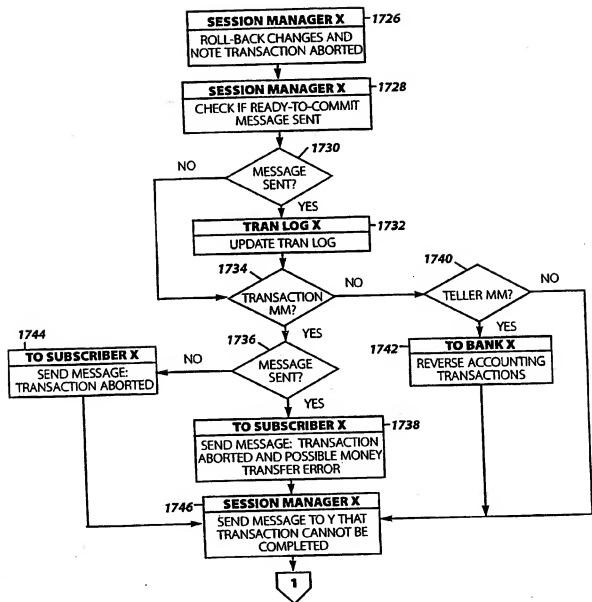 SESSION MANAGER X
1726
ROLL-BACK CHANGES AND
NOTE TRANSACTION ABORTED
SESSION MANAGER X
1728
CHECK IF READY-TO-COMMIT
MESSAGE SENT
1730
NO
MESSAGE
SENT?
YES
TRAN LOG X
1732
UPDATE TRAN LOG
1734
TRANSACTION
MM?
NO
1740
TELLER MM?
NO
YES
YES
1736
MESSAGE
SENT?
NO
YES
1744
TO SUBSCRIBER X
SEND MESSAGE:
TRANSACTION ABORTED
1742
TO BANK X
REVERSE ACCOUNTING
TRANSACTIONS
TO SUBSCRIBER X
1738
SEND MESSAGE: TRANSACTION
ABORTED AND POSSIBLE MONEY
TRANSFER ERROR
1746
SESSION MANAGER X
SEND MESSAGE TO Y THAT
TRANSACTION CANNOT BE
COMPLETED
1